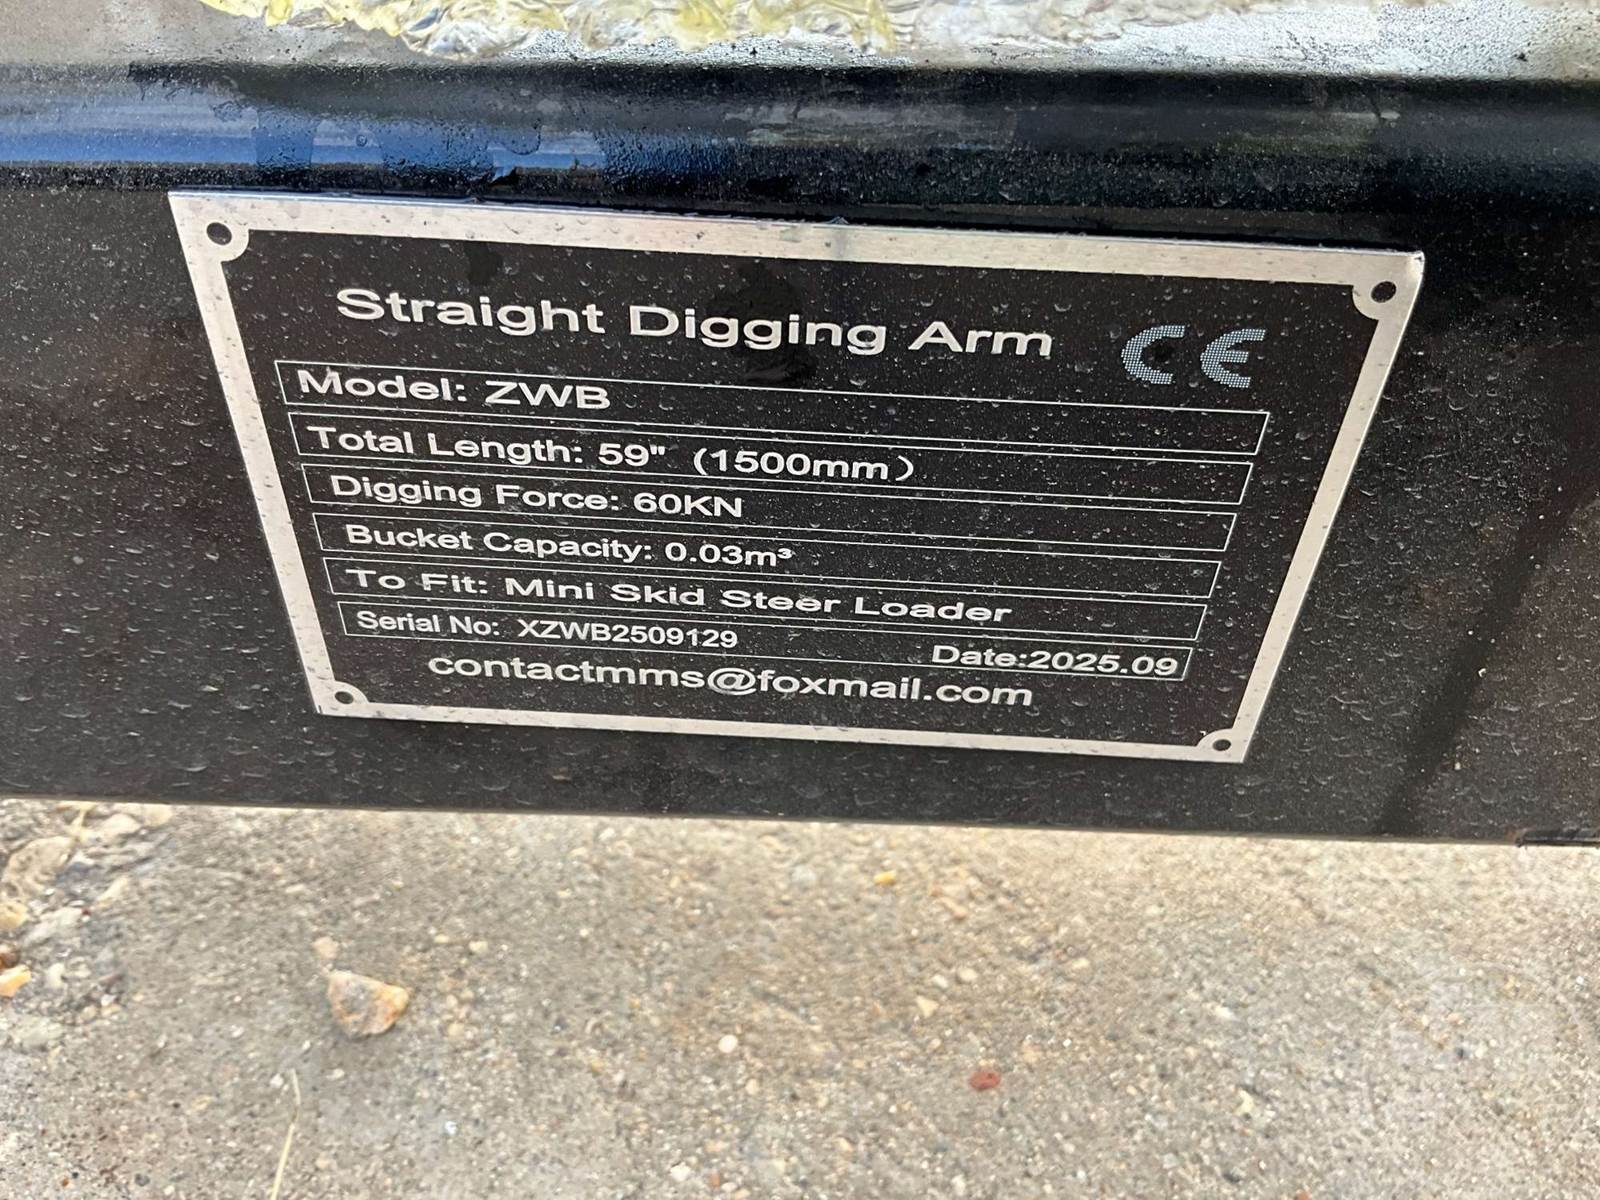 Straight Digging Arm CE
Model: ZWB
Total Length: 59" (1500mm)
Digging Force: 60KN
Bucket Capacity: 0.03m³
To Fit: Mini Skid Steer Loader
Serial No: XZWB2509129 Date:2025.09
contactmms@foxmail.com